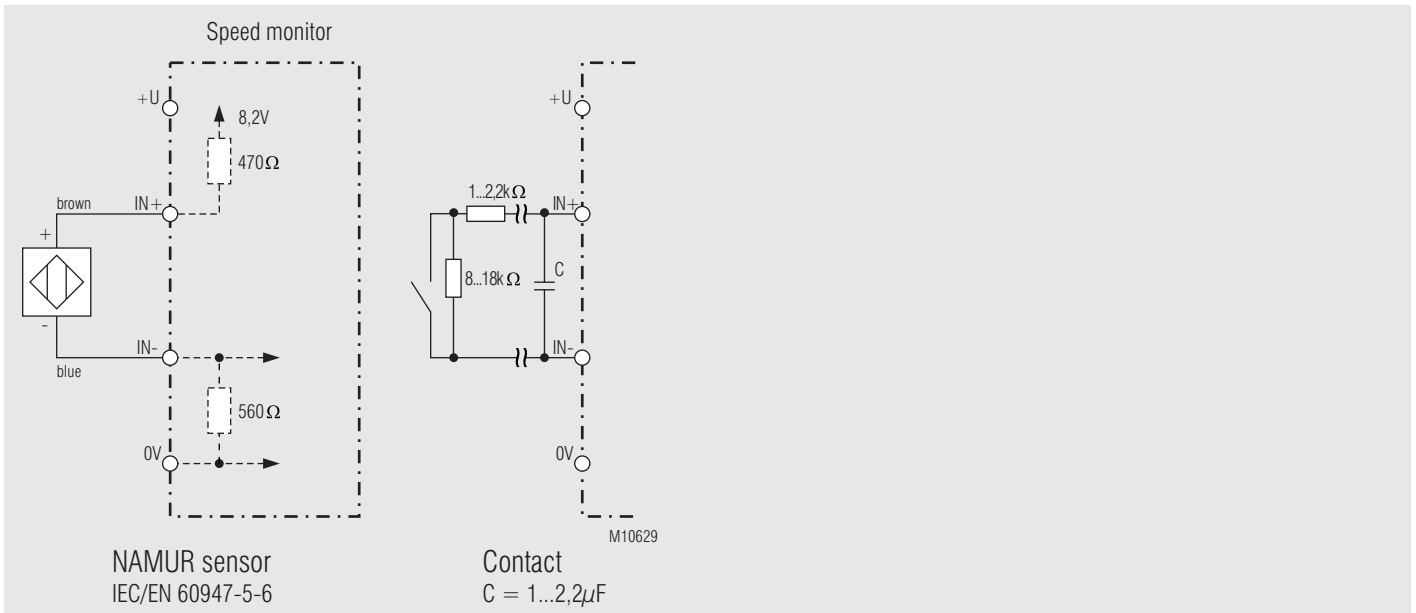 Speed monitor
+U
8,2V
470Ω
brown
IN+
+
-
IN-
blue
560Ω
0V
NAMUR sensor
IEC/EN 60947-5-6
+U
1...2,2kΩ
IN+
8...18kΩ
C
IN-
0V
M10629
Contact
C = 1...2,2µF